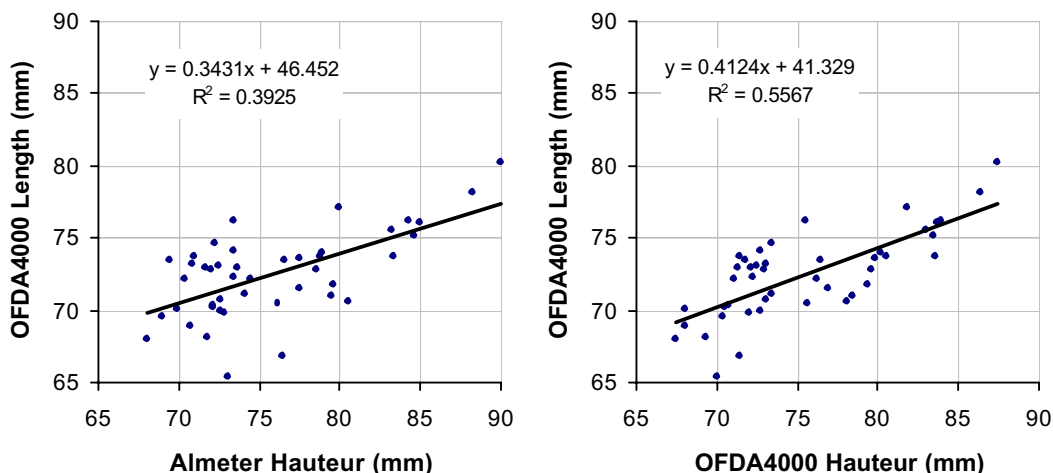 90
85
80
75
70
65
OFDA4000 Length (mm)
y = 0.3431x + 46.452
R² = 0.3925
65 70 75 80 85 90
Almeter Hauteur (mm)
90
85
80
75
70
65
OFDA4000 Length (mm)
y = 0.4124x + 41.329
R² = 0.5567
65 70 75 80 85 90
OFDA4000 Hauteur (mm)